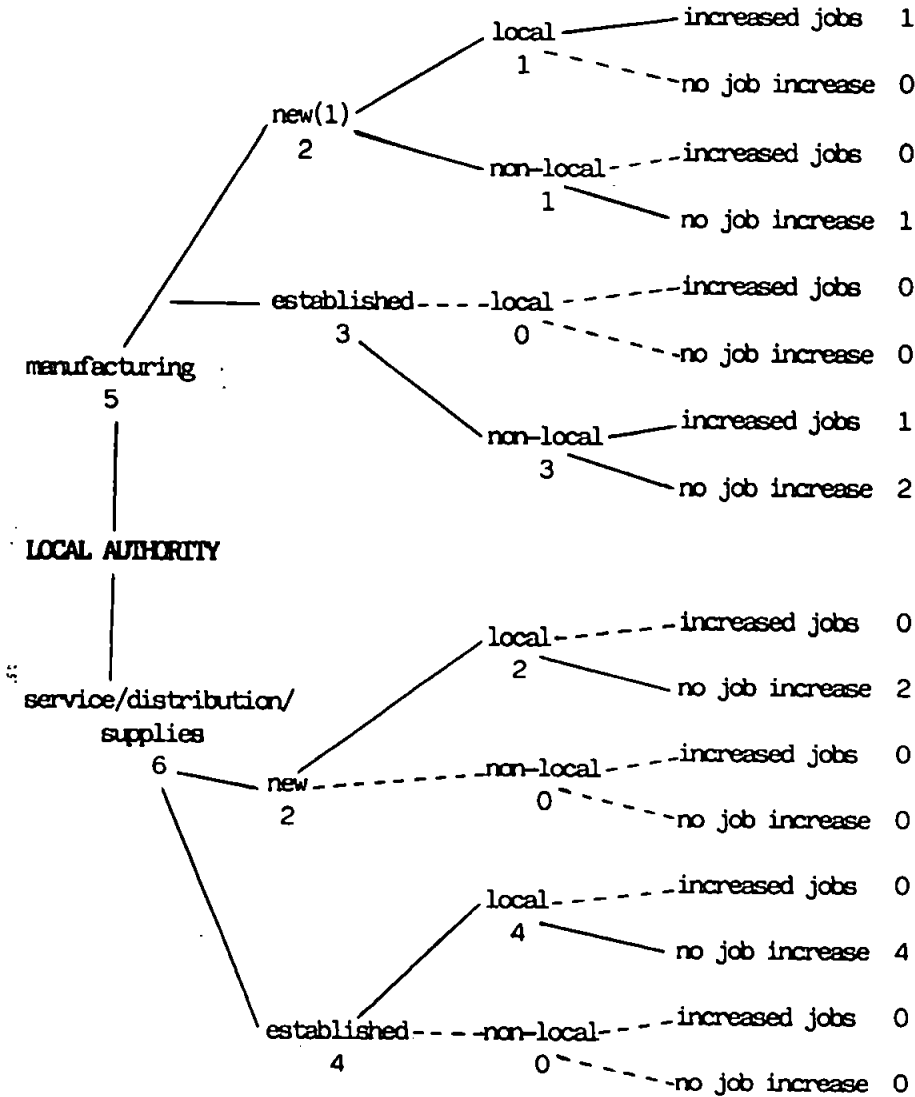 local increased jobs 1
1
no job increase 0
new(1)
2
non-local increased jobs 0
1
no job increase 1
established local increased jobs 0
3 0
no job increase 0
manufacturing
5
non-local increased jobs 1
3
no job increase 2
LOCAL AUTHORITY
local increased jobs 0
2
no job increase 2
service/distribution/
supplies
6
new non-local increased jobs 0
2 0
no job increase 0
local increased jobs 0
4
no job increase 4
established non-local increased jobs 0
4 0
no job increase 0